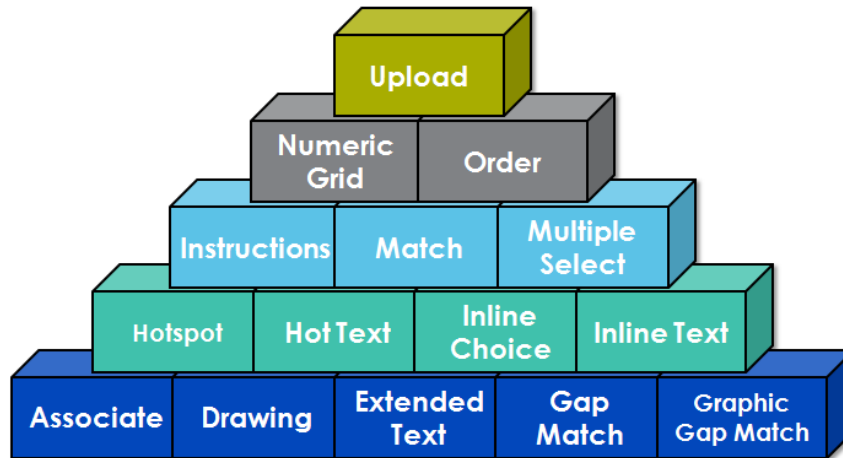 Upload
Numeric
Grid
Order
Instructions
Match
Multiple
Select
Hotspot
Hot Text
Inline
Choice
Inline Text
Associate
Drawing
Extended
Text
Gap
Match
Graphic
Gap Match